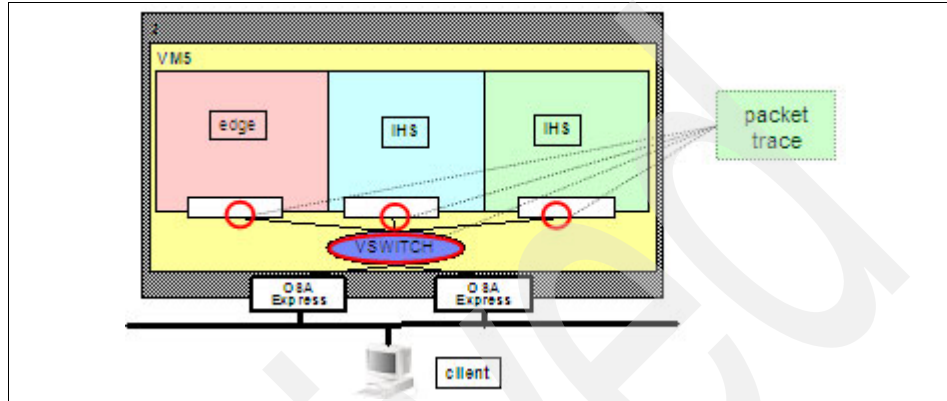 z
VM5
edge
IHS
IHS
packet
trace
VSWITCH
OSA
Express
OSA
Express
client